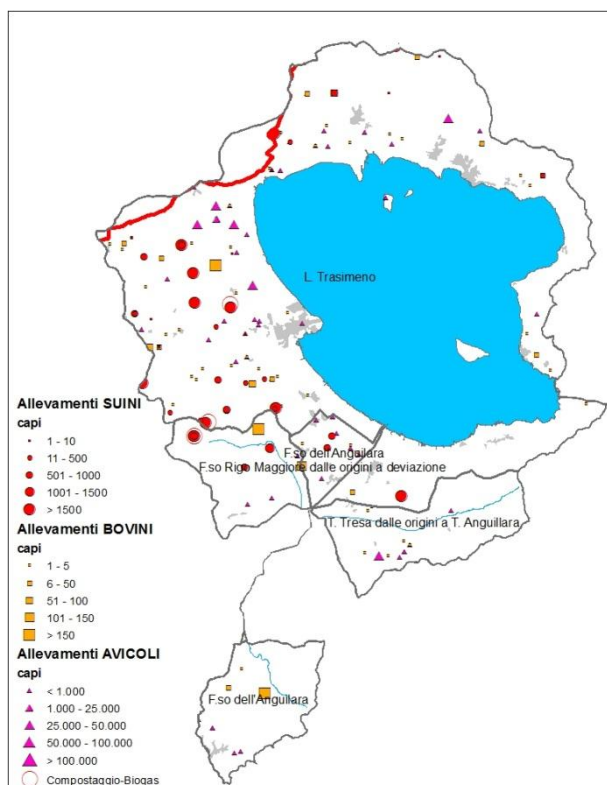 L. Trasimeno
F.so dell'Anguillara
F.so Rigo Maggiore dalle origini a deviazione
T. Tresa dalle origini a T. Anguillara
F.so dell'Anguillara
Allevamenti SUINI
capi
1 - 10
11 - 500
501 - 1000
1001 - 1500
> 1500
Allevamenti BOVINI
capi
1 - 5
6 - 50
51 - 100
101 - 150
> 150
Allevamenti AVICOLI
capi
< 1.000
1.000 - 25.000
25.000 - 50.000
50.000 - 100.000
> 100.000
Compostaggio-Biogas